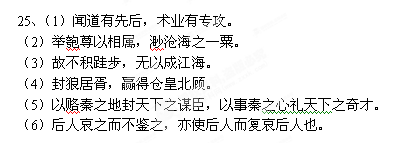 25、（1）闻道有先后，术业有专攻。
（2）举匏尊以相属，渺沧海之一粟。
（3）故不积跬步，无以成江海。
（4）封狼居胥，赢得仓皇北顾。
（5）以赂秦之地封天下之谋臣，以事秦之心礼天下之奇才。
（6）后人哀之而不鉴之，亦使后人而复哀后人也。